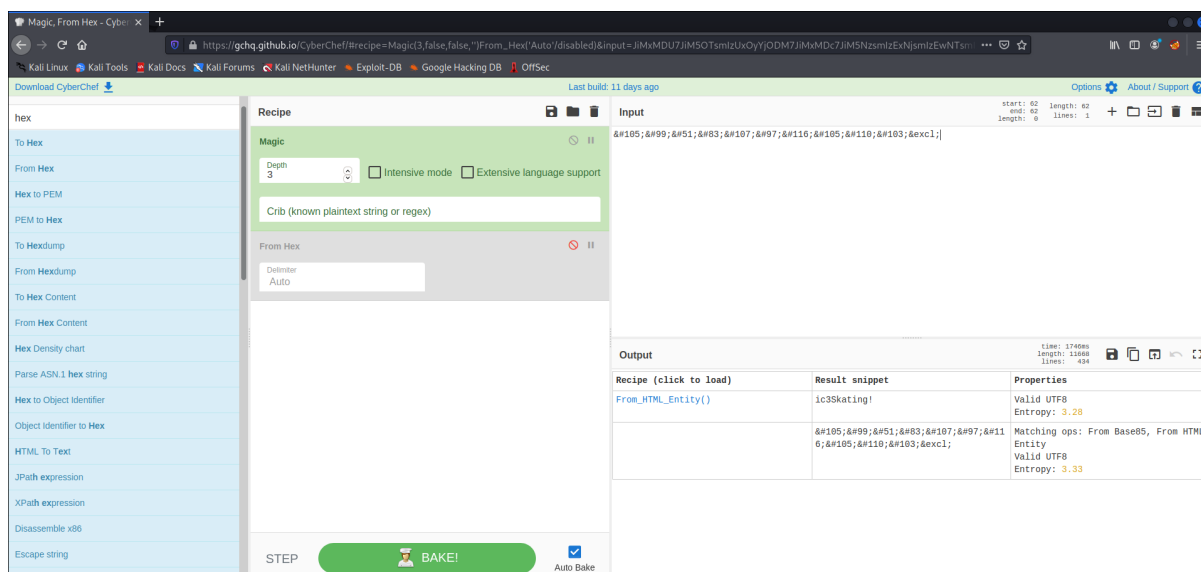 Magic, From Hex - Cyber
https://gchq.github.io/CyberChef/#recipe=Magic(3,false,false,'')From_Hex('Auto'/disabled)&input=
Kali Linux Kali Tools Kali Docs Kali Forums Kali NetHunter Exploit-DB Google Hacking DB OffSec
Download CyberChef Last build: 11 days ago Options About / Support
hex
To Hex
From Hex
Hex to PEM
PEM to Hex
To Hexdump
From Hexdump
To Hex Content
From Hex Content
Hex Density chart
Parse ASN.1 hex string
Hex to Object Identifier
Object Identifier to Hex
HTML To Text
JPath expression
XPath expression
Disassemble x86
Escape string
Recipe
Magic
Depth
3
Intensive mode Extensive language support
Crib (known plaintext string or regex)
From Hex
Delimiter
Auto
STEP BAKE!
Auto Bake
Input
start: 62
end: 62
length: 0
length: 62
lines: 1
&#105;&#99;&#51;&#83;&#107;&#97;&#116;&#105;&#110;&#103;&excl;
Output
time: 1746ms
length: 11668
lines: 434
Recipe (click to load) Result snippet Properties
From_HTML_Entity() ic3Skating! Valid UTF8
Entropy: 3.28
&#105;&#99;&#51;&#83;&#107;&#97;&#11 Matching ops: From Base85, From HTML
6;&#105;&#110;&#103;&excl; Entity
Valid UTF8
Entropy: 3.33